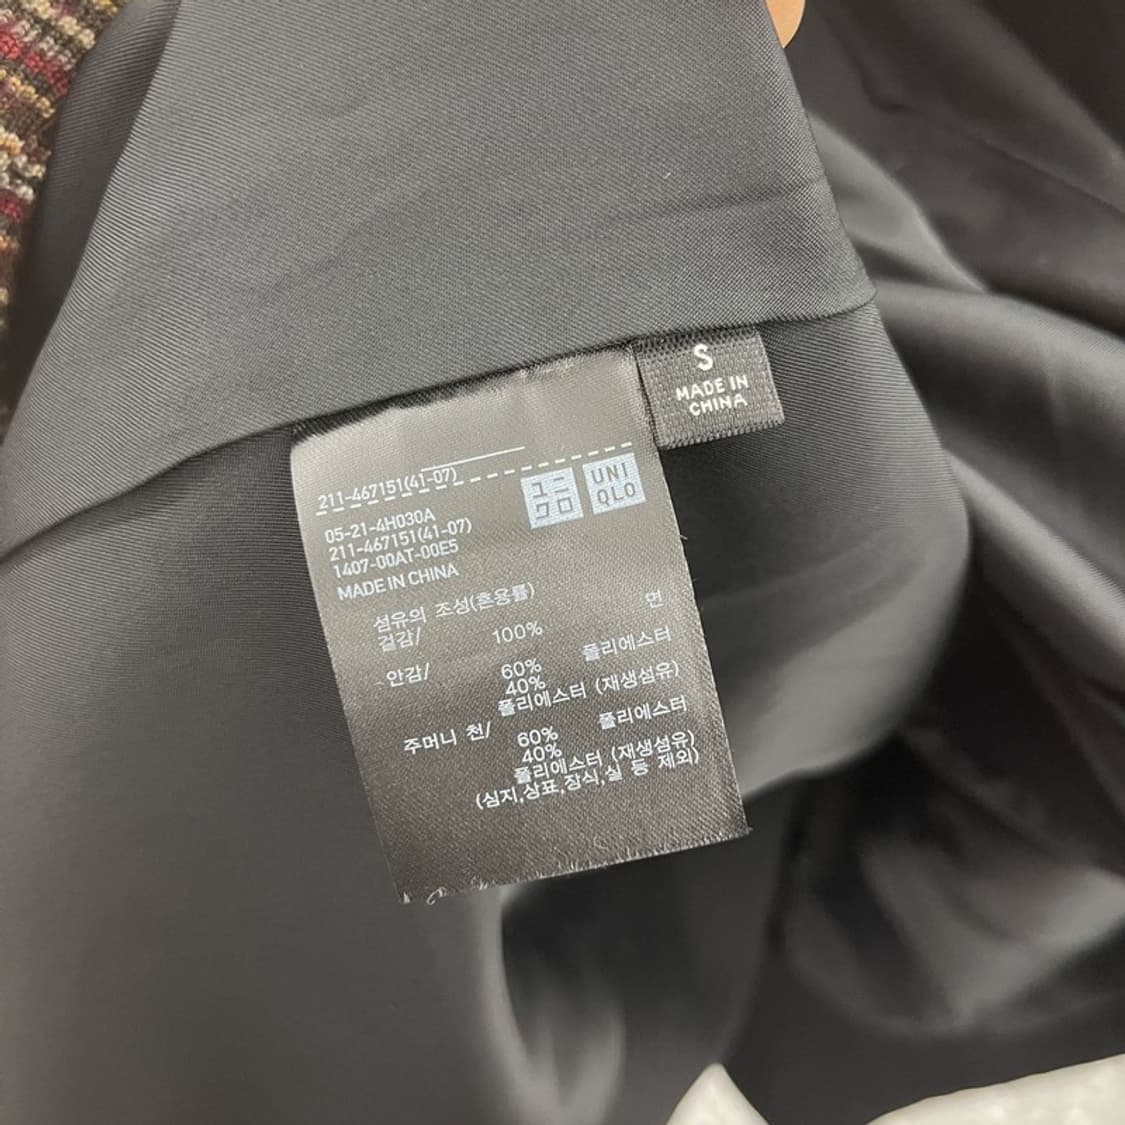 S
MADE IN
CHINA
211-467151(41-07)
ユニ
クロ
UNI
QLO
05-21-4H030A
211-467151(41-07)
1407-00AT-00E5
MADE IN CHINA
섬유의 조성(혼용률)
겉감/ 100% 면
안감/ 60% 폴리에스터
40%
폴리에스터 (재생섬유)
주머니 천/ 60% 폴리에스터
40%
폴리에스터 (재생섬유)
(심지,상표,장식,실 등 제외)